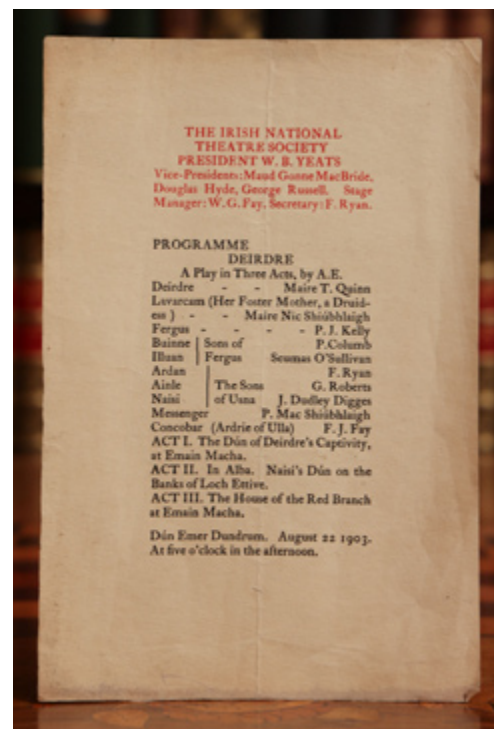 THE IRISH NATIONAL
THEATRE SOCIETY
PRESIDENT W. B. YEATS
Vice-Presidents: Maud Gonne MacBride,
Douglas Hyde, George Russell. Stage
Manager: W. G. Fay, Secretary: F. Ryan.
PROGRAMME
DEIRDRE
A Play in Three Acts, by A.E.
Deirdre - - Maire T. Quinn
Lavarcam (Her Foster Mother, a Druid-
ess) - - Maire Nic Shiúbhlaigh
Fergus - - - - P. J. Kelly
Buinne | Sons of P. Columb
Illuan | Fergus Seumas O'Sullivan
Ardan F. Ryan
Ainle The Sons G. Roberts
Naisi of Usna J. Dudley Digges
Messenger P. Mac Shiúbhlaigh
Concobar (Ardrie of Ulla) F. J. Fay
ACT I. The Dún of Deirdre's Captivity,
at Emain Macha.
ACT II. In Alba. Naisi's Dún on the
Banks of Loch Ettive.
ACT III. The House of the Red Branch
at Emain Macha.
Dún Emer Dundrum. August 22 1903.
At five o'clock in the afternoon.